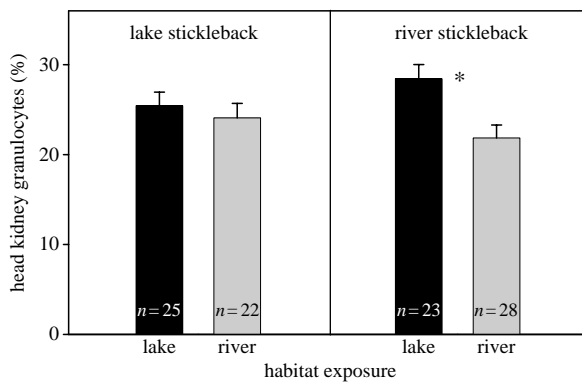 lake stickleback
river stickleback
head kidney granulocytes (%)
30
20
10
0
*
n = 25
n = 22
n = 23
n = 28
lake
river
lake
river
habitat exposure